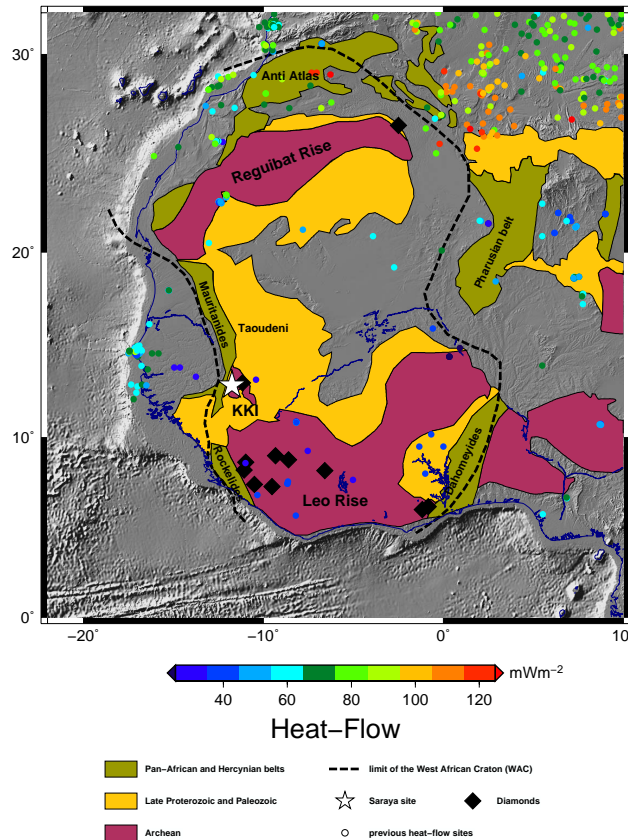 30°
20°
10°
0°
−20°
−10°
0°
10
Anti Atlas
Reguibat Rise
Pharusian belt
Mauritanides
Taoudeni
KKI
Rockelides
Leo Rise
Dahomeyides
40
60
80
100
120
mWm−2
Heat−Flow
Pan−African and Hercynian belts
limit of the West African Craton (WAC)
Late Proterozoic and Paleozoic
Saraya site
Diamonds
Archean
previous heat−flow sites